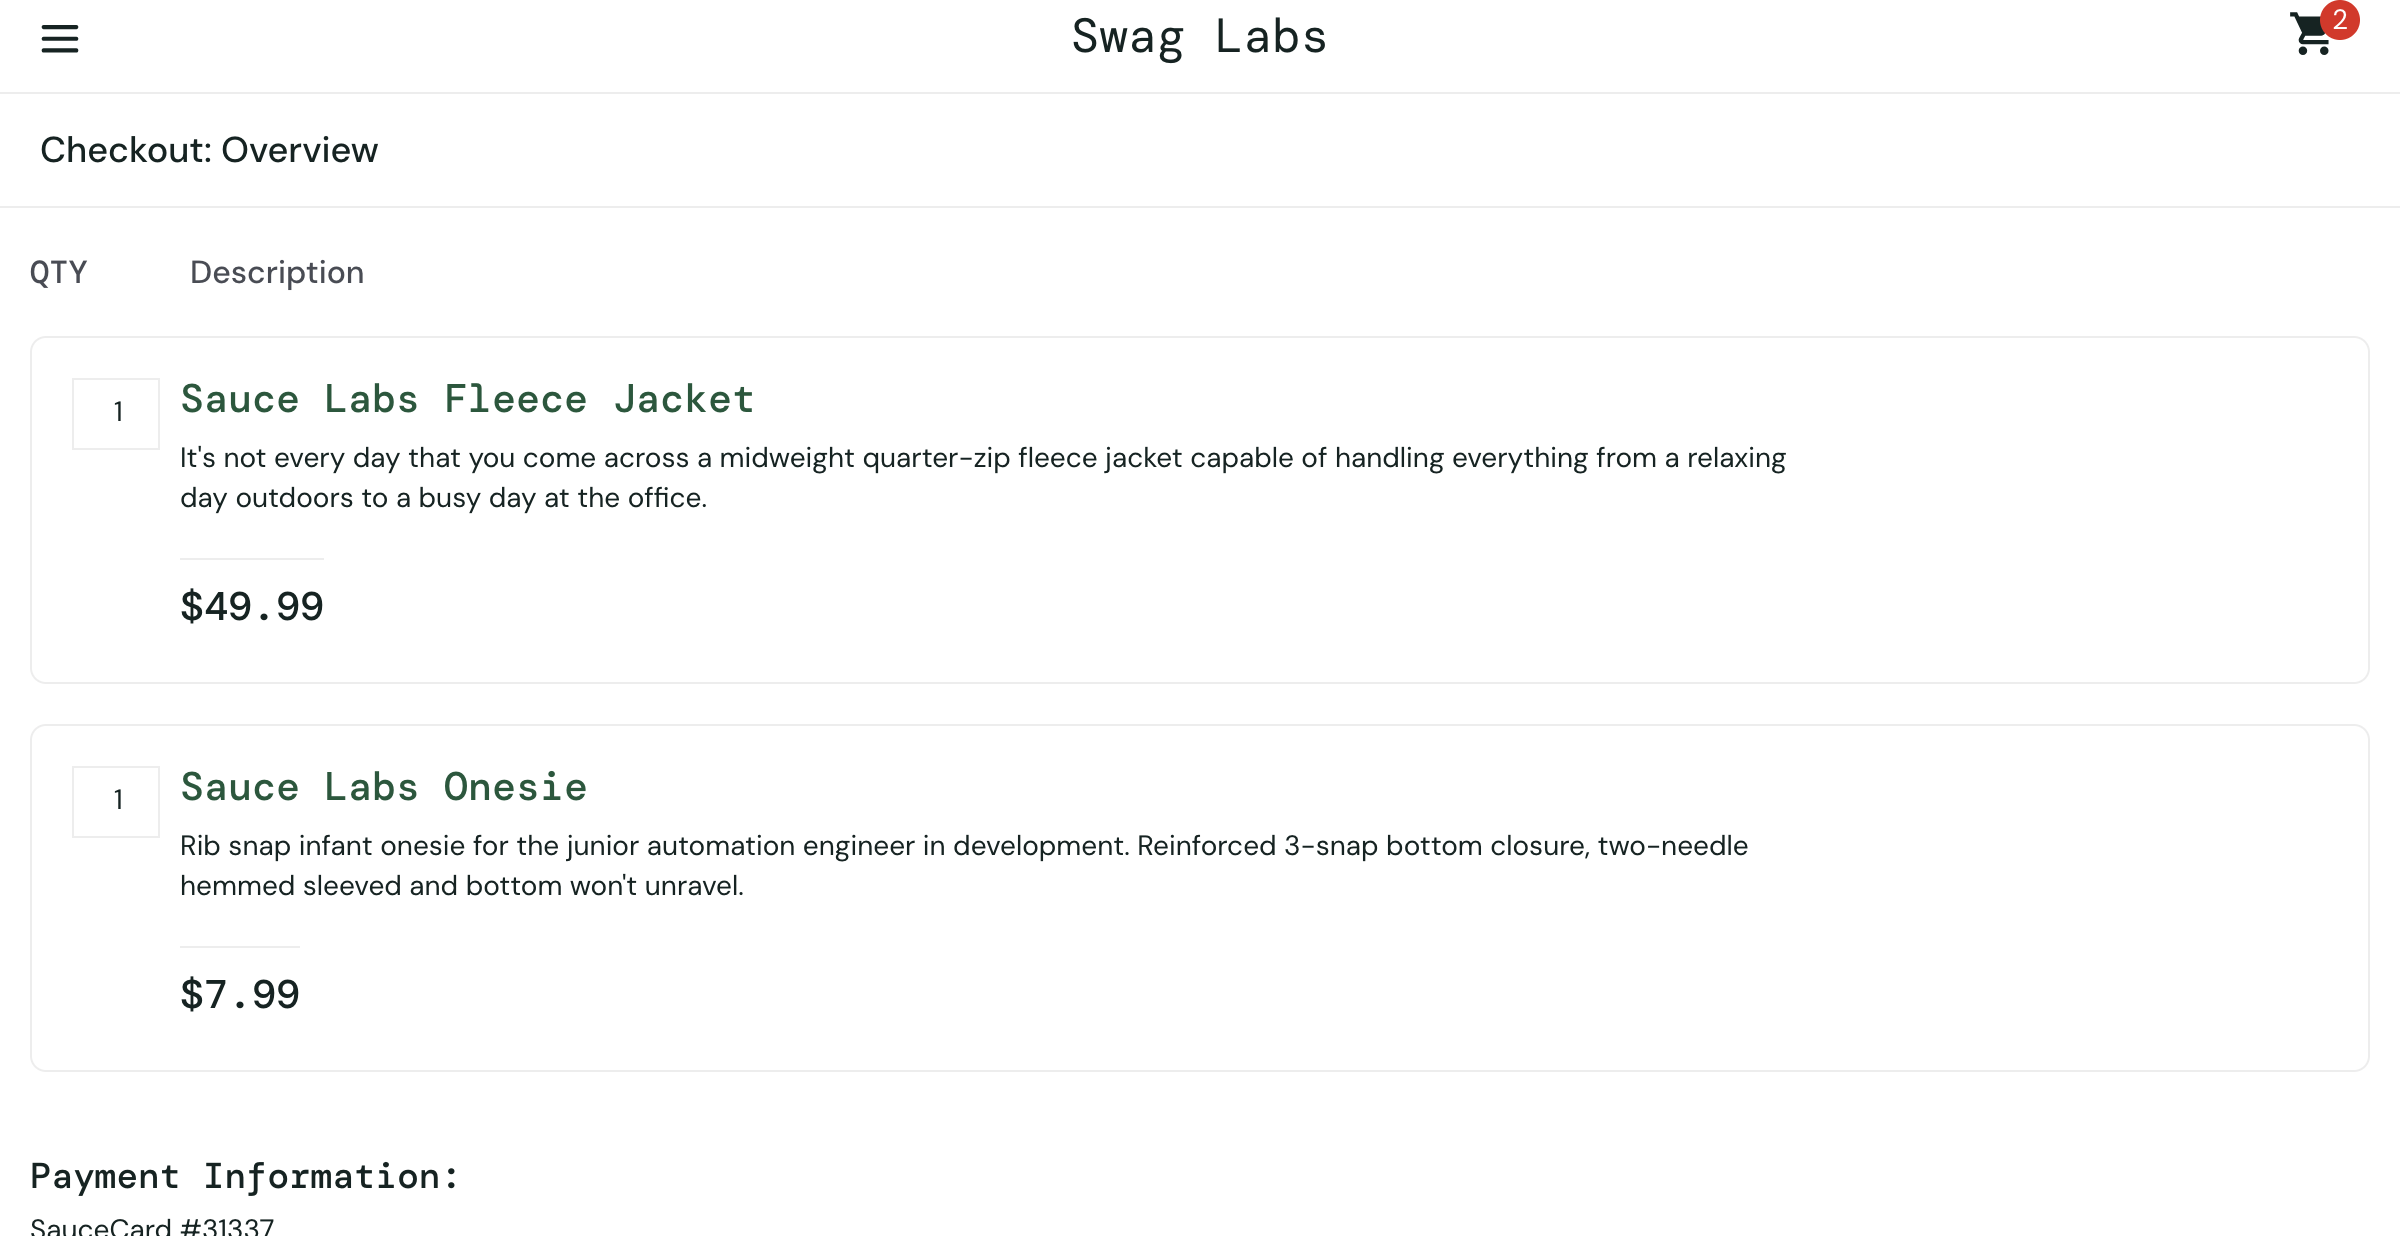 Swag Labs
2
Checkout: Overview
QTY Description
1
Sauce Labs Fleece Jacket
It's not every day that you come across a midweight quarter-zip fleece jacket capable of handling everything from a relaxing
day outdoors to a busy day at the office.
$49.99
1
Sauce Labs Onesie
Rib snap infant onesie for the junior automation engineer in development. Reinforced 3-snap bottom closure, two-needle
hemmed sleeved and bottom won't unravel.
$7.99
Payment Information:
SauceCard #31337